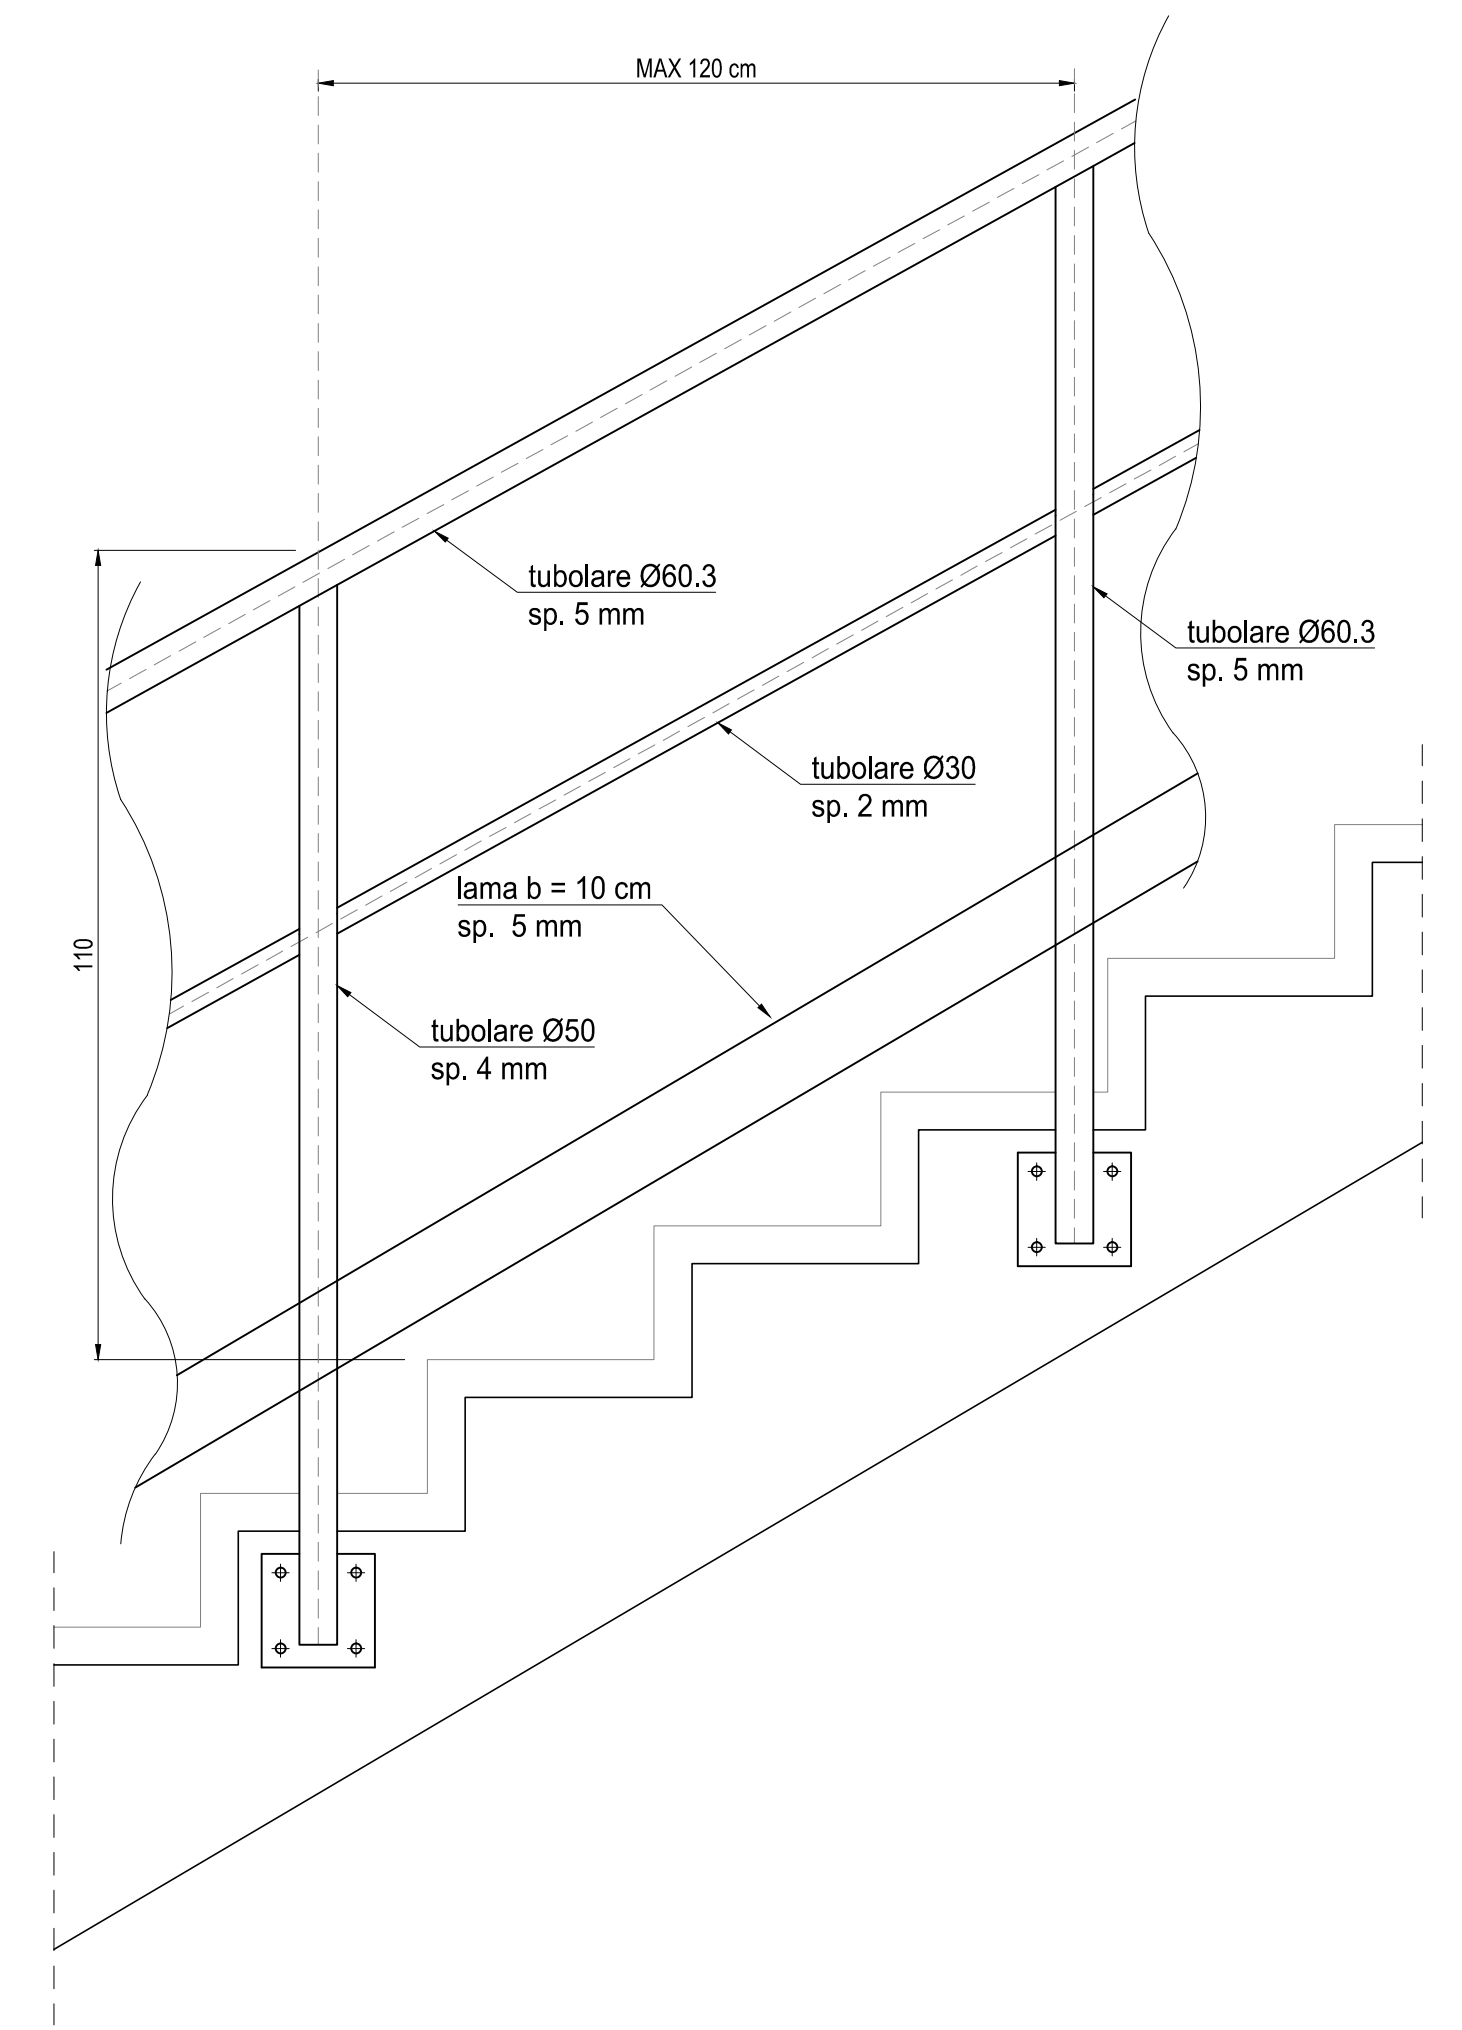 MAX 120 cm
tubolare Ø60.3
sp. 5 mm
tubolare Ø60.3
sp. 5 mm
tubolare Ø30
sp. 2 mm
lama b = 10 cm
sp. 5 mm
110
tubolare Ø50
sp. 4 mm